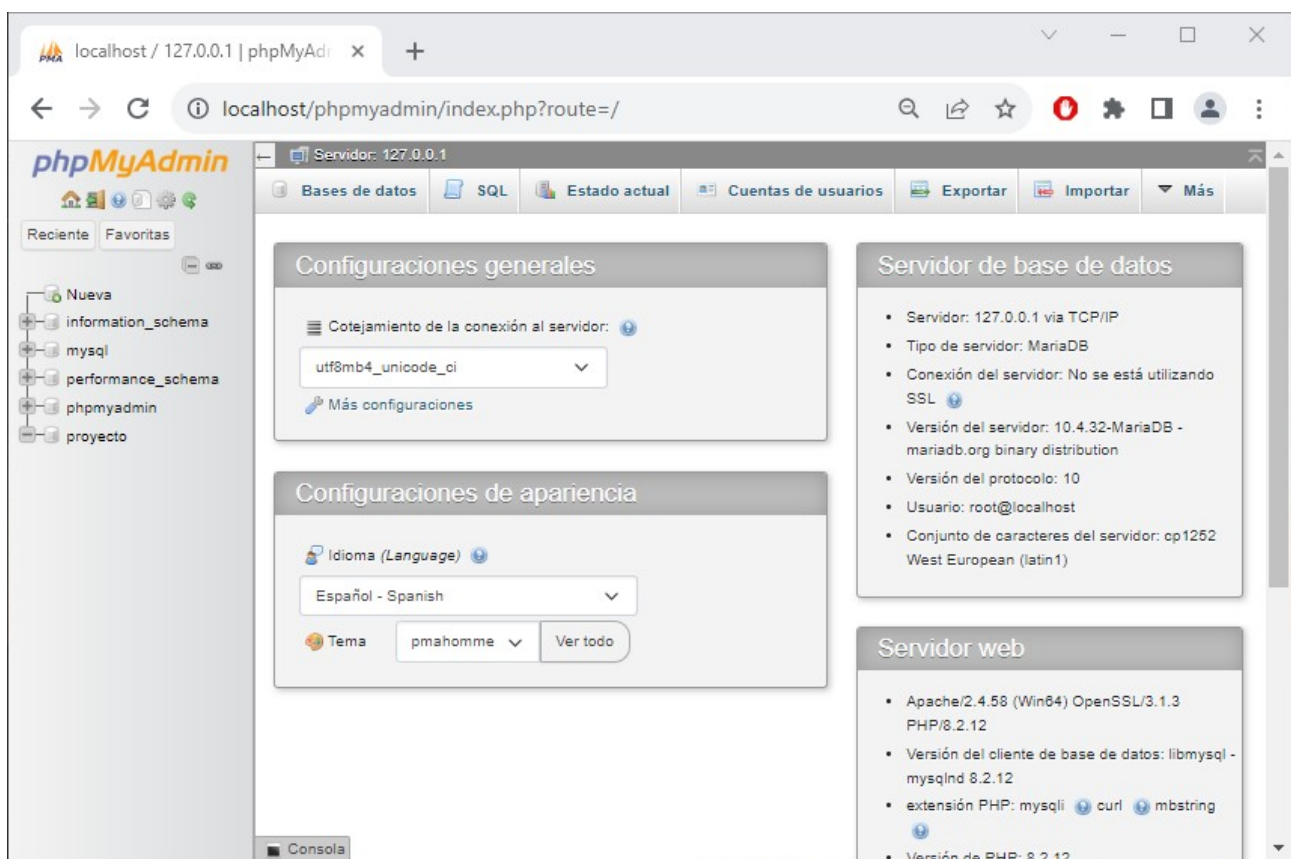 localhost / 127.0.0.1 | phpMyAdr
localhost/phpmyadmin/index.php?route=/
phpMyAdmin
Reciente Favoritas
Nueva
information_schema
mysql
performance_schema
phpmyadmin
proyecto
Servidor: 127.0.0.1
Bases de datos SQL Estado actual Cuentas de usuarios Exportar Importar Más
Configuraciones generales
Cotejamiento de la conexión al servidor:
utf8mb4_unicode_ci
Más configuraciones
Configuraciones de apariencia
Idioma (Language)
Español - Spanish
Tema pmahomme Ver todo
Servidor de base de datos
• Servidor: 127.0.0.1 via TCP/IP
• Tipo de servidor: MariaDB
• Conexión del servidor: No se está utilizando
SSL
• Versión del servidor: 10.4.32-MariaDB -
mariadb.org binary distribution
• Versión del protocolo: 10
• Usuario: root@localhost
• Conjunto de caracteres del servidor: cp1252
West European (latin1)
Servidor web
• Apache/2.4.58 (Win64) OpenSSL/3.1.3
PHP/8.2.12
• Versión del cliente de base de datos: libmysql -
mysqlnd 8.2.12
• extensión PHP: mysqli curl mbstring
• Versión de PHP: 8.2.12
Consola